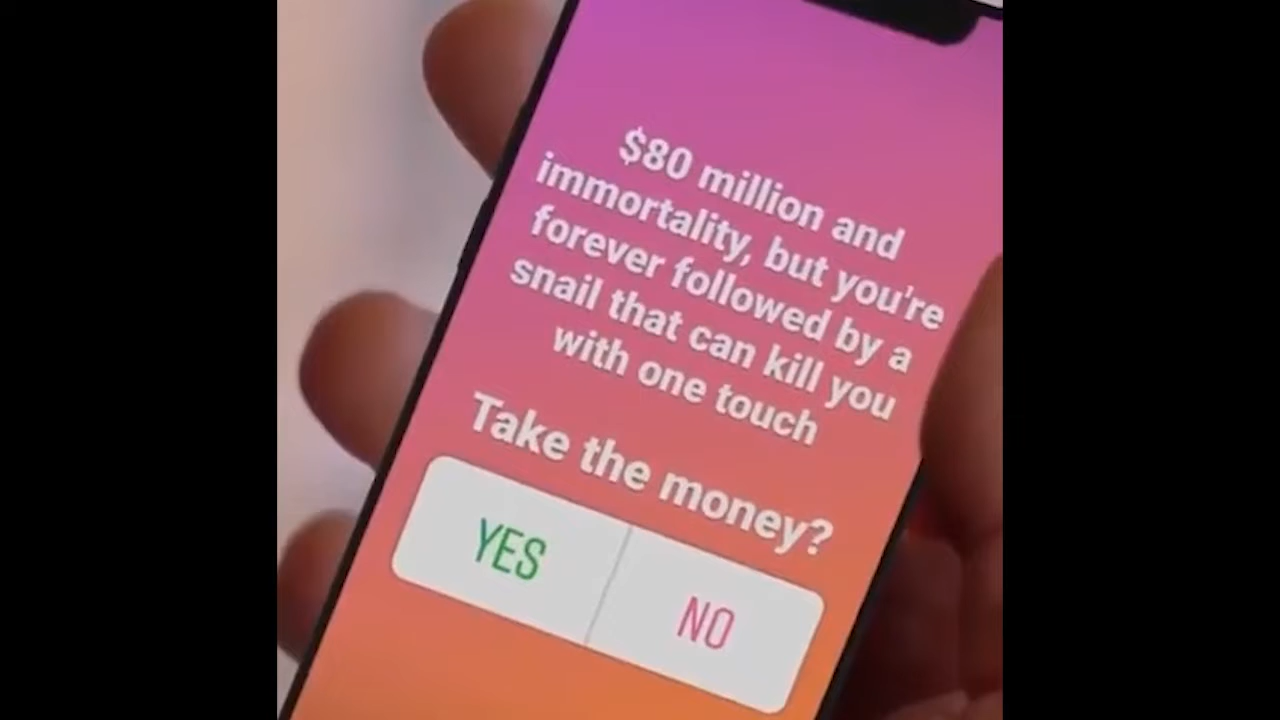 $80 million and
immortality, but you're
forever followed by a
snail that can kill you
with one touch
Take the money?
YES
NO